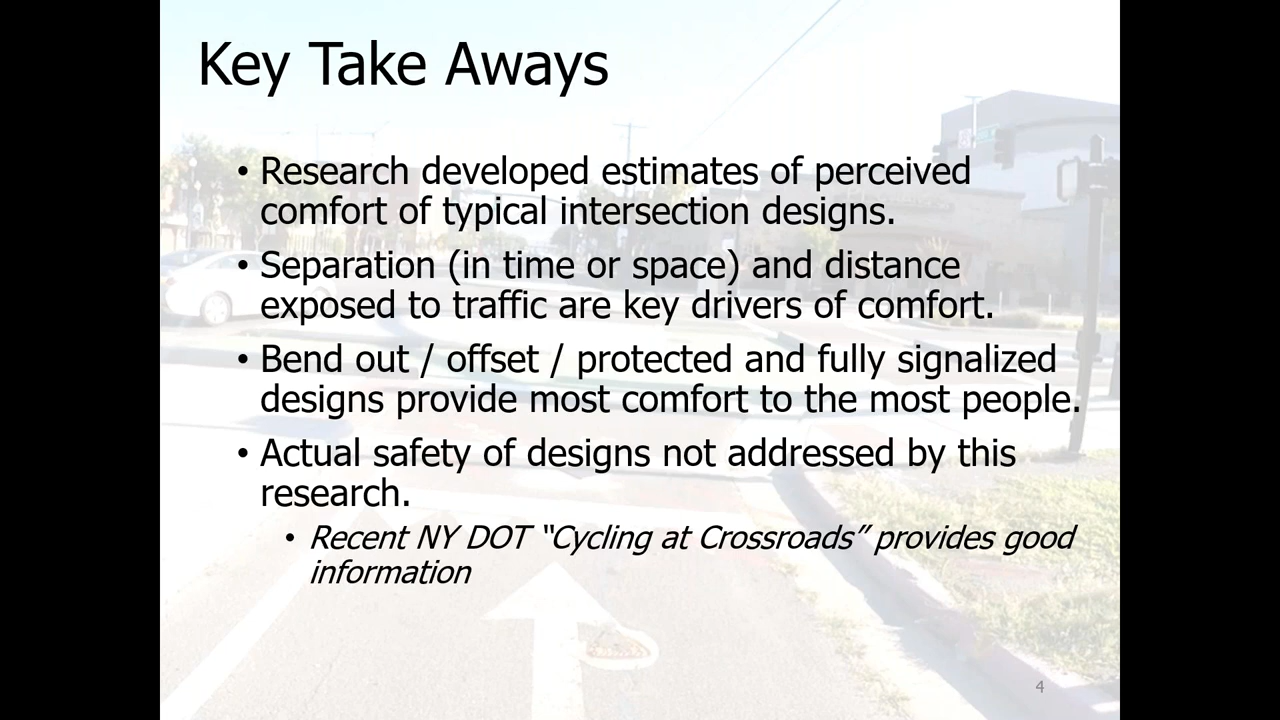 Key Take Aways
• Research developed estimates of perceived
comfort of typical intersection designs.
• Separation (in time or space) and distance
exposed to traffic are key drivers of comfort.
• Bend out / offset / protected and fully signalized
designs provide most comfort to the most people.
• Actual safety of designs not addressed by this
research.
• Recent NY DOT “Cycling at Crossroads” provides good
information
4